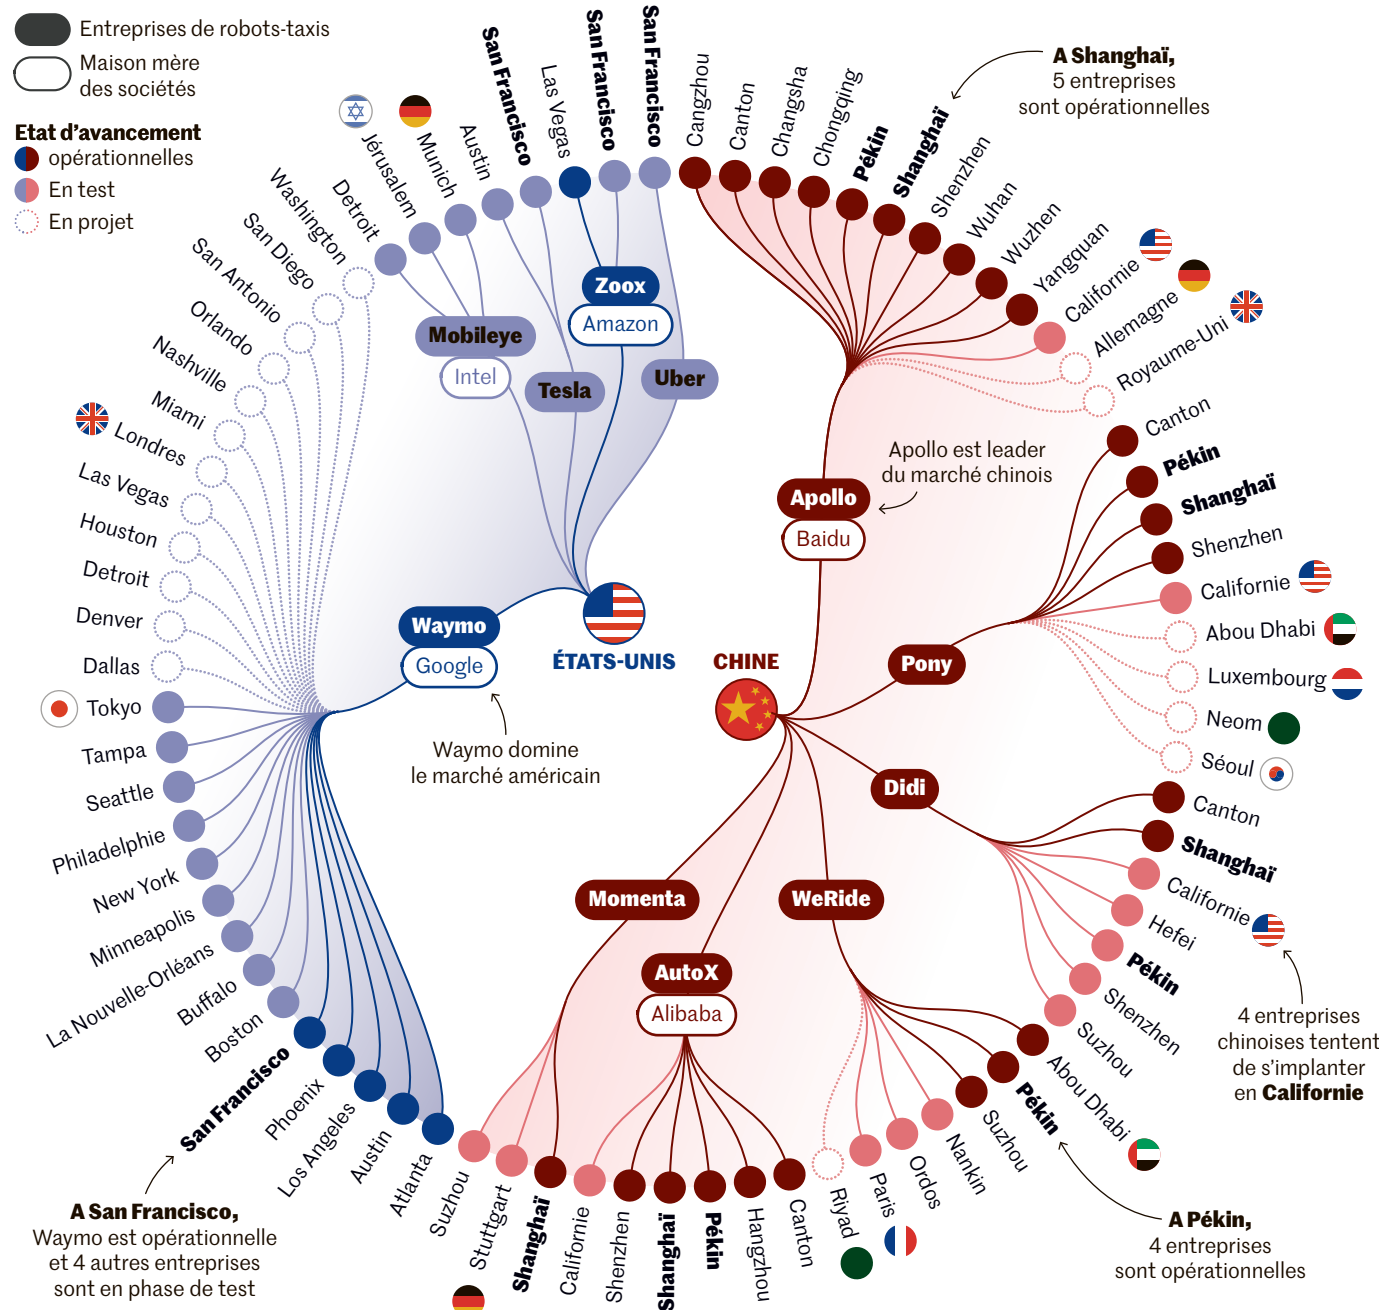 Entreprises de robots-taxis
Maison mère
des sociétés
Etat d’avancement
opérationnelles
En test
En projet
Washington
San Diego
San Antonio
Orlando
Nashville
Miami
Londres
Las Vegas
Houston
Detroit
Denver
Dallas
Tokyo
Tampa
Seattle
Philadelphie
New York
Minneapolis
La Nouvelle-Orléans
Buffalo
Boston
San Francisco
Phoenix
Los Angeles
Austin
Atlanta
A San Francisco,
Waymo est opérationnelle
et 4 autres entreprises
sont en phase de test
Waymo
Google
Waymo domine
le marché américain
Detroit
Jérusalem
Munich
Mobileye
Intel
Austin
San Francisco
Tesla
Las Vegas
San Francisco
Zoox
Amazon
San Francisco
Uber
ÉTATS-UNIS
CHINE
Cangzhou
Canton
Changsha
Chongqing
Pékin
Shanghaï
Shenzhen
Wuhan
Wuzhen
Yangquan
Californie
Allemagne
Royaume-Uni
A Shanghaï,
5 entreprises
sont opérationnelles
Apollo
Baidu
Apollo est leader
du marché chinois
Canton
Pékin
Shanghaï
Shenzhen
Californie
Abou Dhabi
Luxembourg
Neom
Séoul
Pony
Didi
Canton
Shanghaï
Californie
Hefei
Pékin
Shenzhen
Suzhou
4 entreprises
chinoises tentent
de s’implanter
en Californie
WeRide
Abou Dhabi
Pékin
Suzhou
Nankin
Ordos
Paris
Riyad
A Pékin,
4 entreprises
sont opérationnelles
AutoX
Alibaba
Canton
Hangzhou
Pékin
Shanghaï
Shenzhen
Californie
Momenta
Shanghaï
Stuttgart
Suzhou